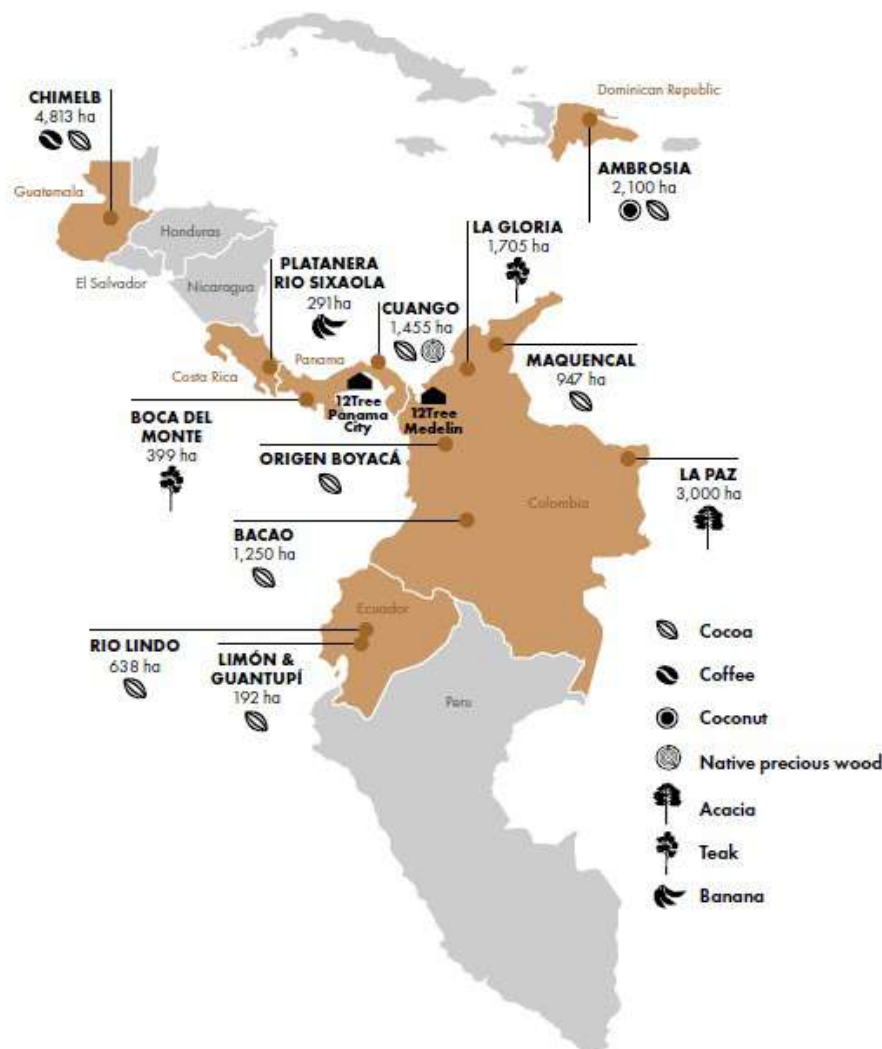 Dominican Republic
CHIMELB
4,813 ha
Guatemala
Honduras
El Salvador
Nicaragua
AMBROSIA
2,100 ha
LA GLORIA
1,705 ha
PLATANERA
RIO SIXAOLA
291ha
CUANGO
1,455 ha
Panama
Costa Rica
MAQUENCAL
947 ha
12Tree
Panama
City
12Tree
Medelin
BOCA DEL
MONTE
399 ha
ORIGEN BOYACÁ
LA PAZ
3,000 ha
Colombia
BACAO
1,250 ha
Ecuador
RIO LINDO
638 ha
LIMÓN &
GUANTUPÍ
192 ha
Peru
Cocoa
Coffee
Coconut
Native precious wood
Acacia
Teak
Banana